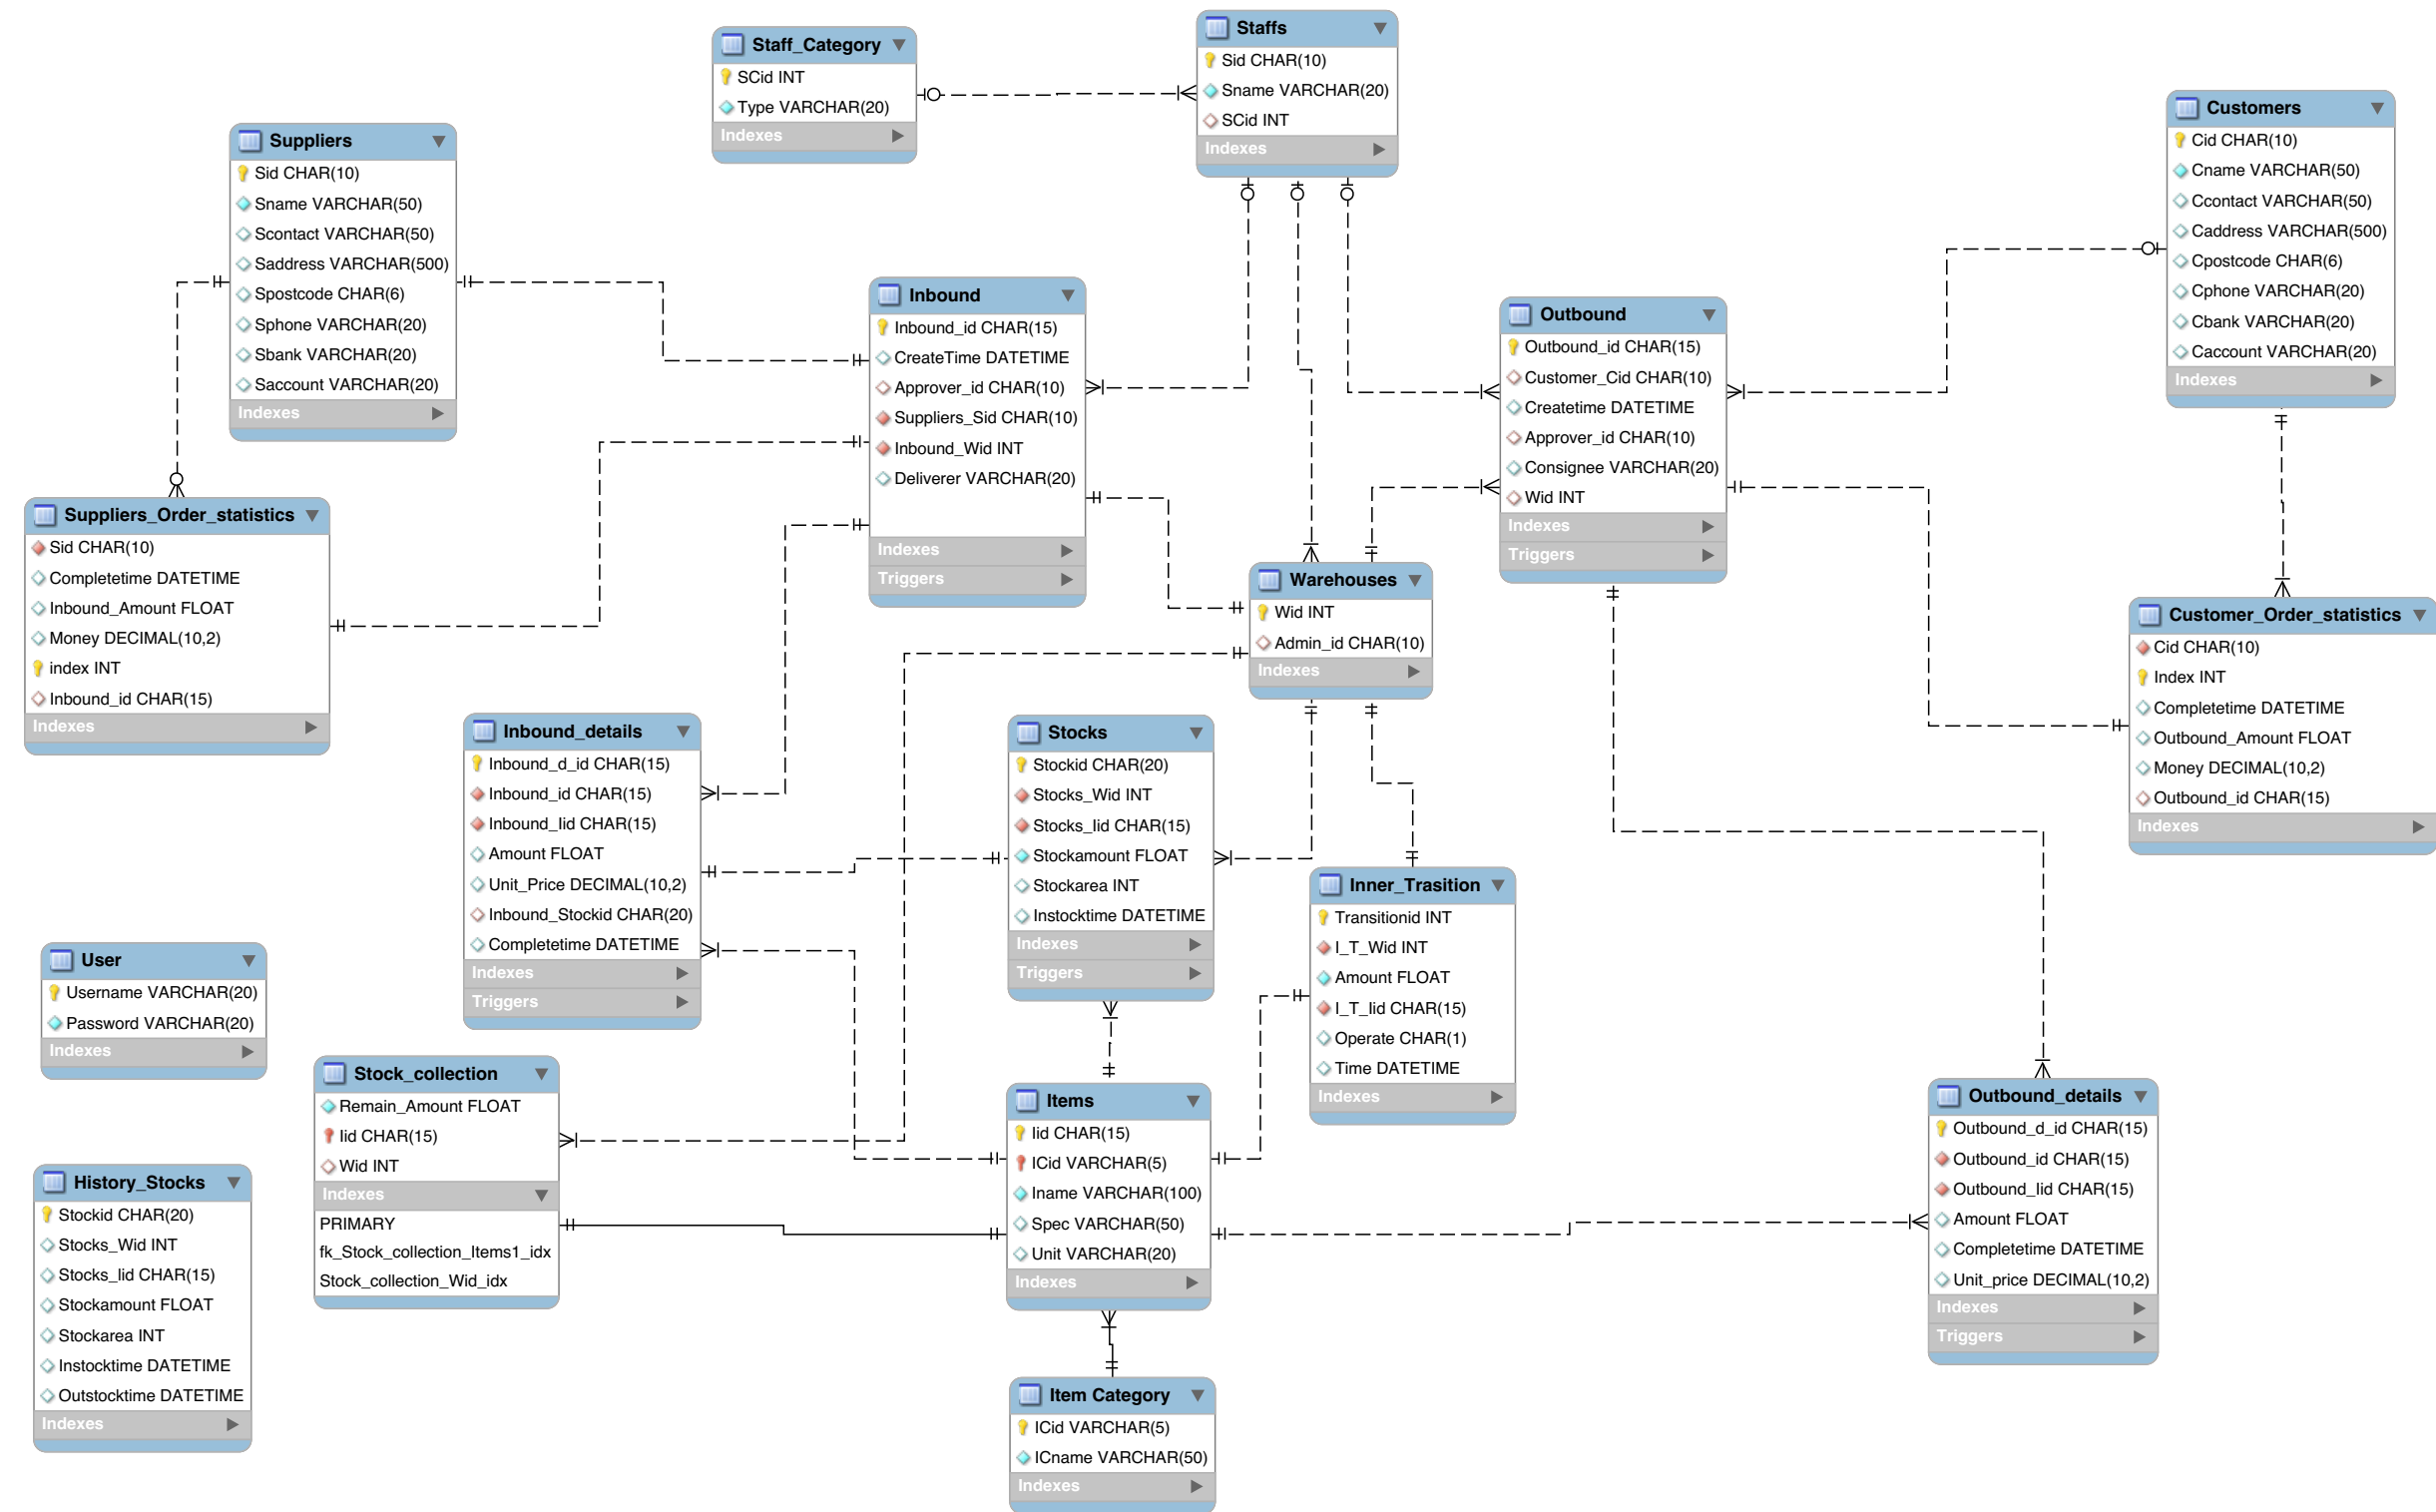 Staff_Category
SCid INT
Type VARCHAR(20)
Indexes
Staffs
Sid CHAR(10)
Sname VARCHAR(20)
SCid INT
Indexes
Customers
Cid CHAR(10)
Cname VARCHAR(50)
Ccontact VARCHAR(50)
Caddress VARCHAR(500)
Cpostcode CHAR(6)
Cphone VARCHAR(20)
Cbank VARCHAR(20)
Caccount VARCHAR(20)
Indexes
Suppliers
Sid CHAR(10)
Sname VARCHAR(50)
Scontact VARCHAR(50)
Saddress VARCHAR(500)
Spostcode CHAR(6)
Sphone VARCHAR(20)
Sbank VARCHAR(20)
Saccount VARCHAR(20)
Indexes
Inbound
Inbound_id CHAR(15)
CreateTime DATETIME
Approver_id CHAR(10)
Suppliers_Sid CHAR(10)
Inbound_Wid INT
Deliverer VARCHAR(20)
Indexes
Triggers
Outbound
Outbound_id CHAR(15)
Customer_Cid CHAR(10)
Createtime DATETIME
Approver_id CHAR(10)
Consignee VARCHAR(20)
Wid INT
Indexes
Triggers
Suppliers_Order_statistics
Sid CHAR(10)
Completetime DATETIME
Inbound_Amount FLOAT
Money DECIMAL(10,2)
index INT
Inbound_id CHAR(15)
Indexes
Warehouses
Wid INT
Admin_id CHAR(10)
Indexes
Customer_Order_statistics
Cid CHAR(10)
Index INT
Completetime DATETIME
Outbound_Amount FLOAT
Money DECIMAL(10,2)
Outbound_id CHAR(15)
Indexes
Inbound_details
Inbound_d_id CHAR(15)
Inbound_id CHAR(15)
Inbound_Iid CHAR(15)
Amount FLOAT
Unit_Price DECIMAL(10,2)
Inbound_Stockid CHAR(20)
Completetime DATETIME
Indexes
Triggers
Stocks
Stockid CHAR(20)
Stocks_Wid INT
Stocks_Iid CHAR(15)
Stockamount FLOAT
Stockarea INT
Instocktime DATETIME
Indexes
Triggers
Inner_Trasition
Transitionid INT
I_T_Wid INT
Amount FLOAT
I_T_Iid CHAR(15)
Operate CHAR(1)
Time DATETIME
Indexes
User
Username VARCHAR(20)
Password VARCHAR(20)
Indexes
Stock_collection
Remain_Amount FLOAT
Iid CHAR(15)
Wid INT
Indexes
PRIMARY
fk_Stock_collection_Items1_idx
Stock_collection_Wid_idx
Items
Iid CHAR(15)
ICid VARCHAR(5)
Iname VARCHAR(100)
Spec VARCHAR(50)
Unit VARCHAR(20)
Indexes
Outbound_details
Outbound_d_id CHAR(15)
Outbound_id CHAR(15)
Outbound_Iid CHAR(15)
Amount FLOAT
Completetime DATETIME
Unit_price DECIMAL(10,2)
Indexes
Triggers
History_Stocks
Stockid CHAR(20)
Stocks_Wid INT
Stocks_Iid CHAR(15)
Stockamount FLOAT
Stockarea INT
Instocktime DATETIME
Outstocktime DATETIME
Indexes
Item Category
ICid VARCHAR(5)
ICname VARCHAR(50)
Indexes